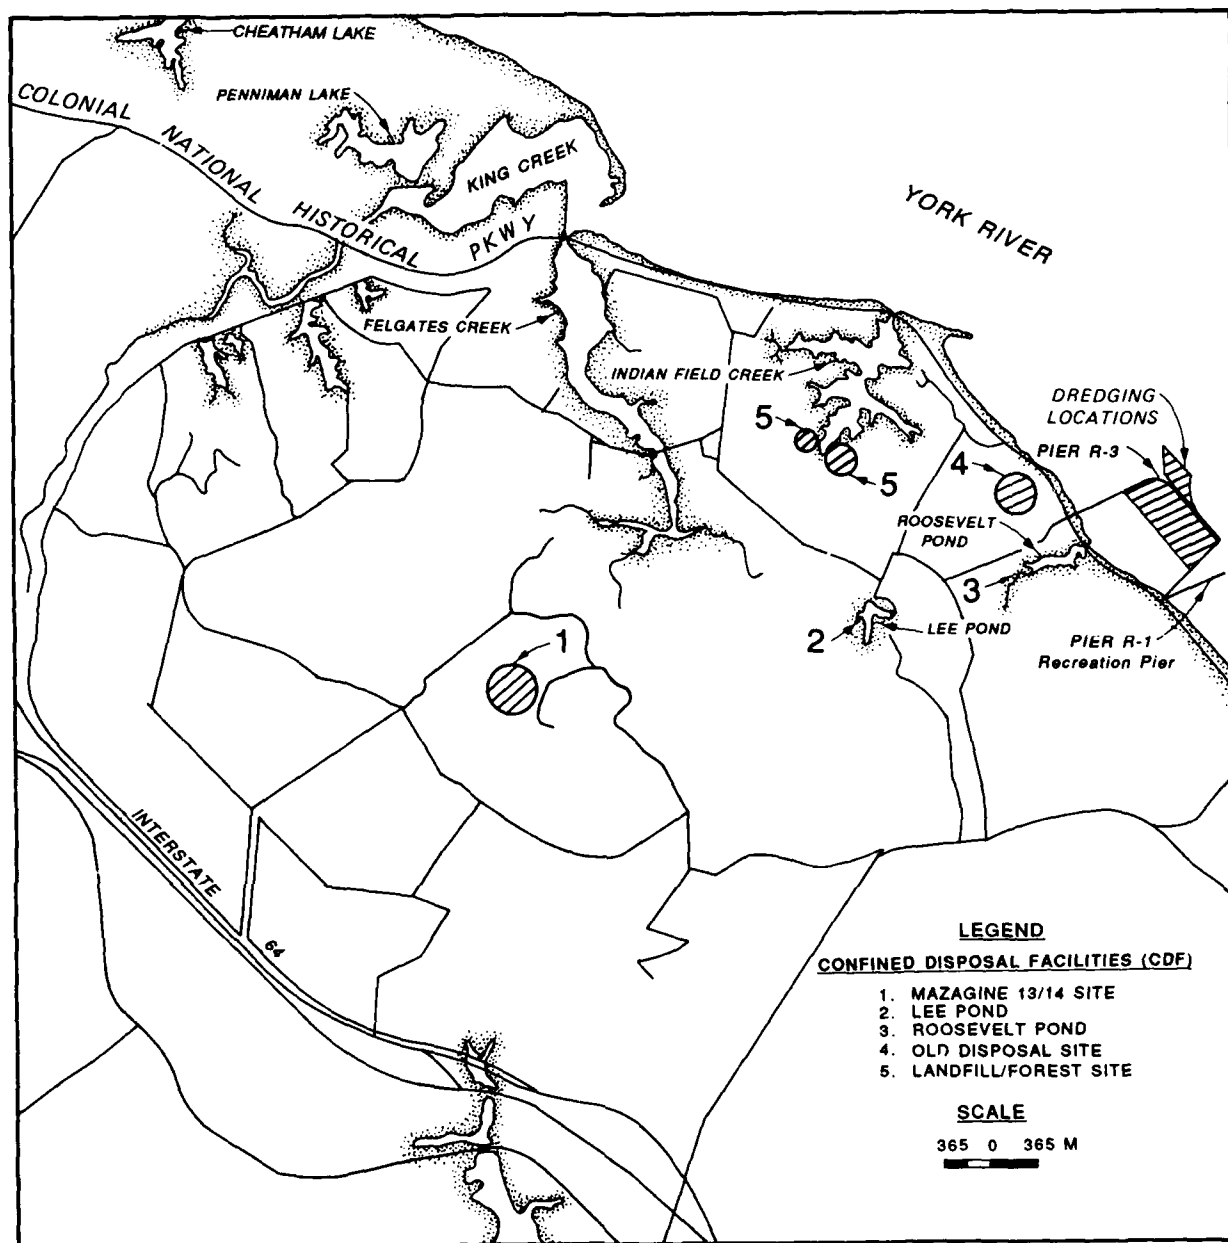 CHEATHAM LAKE
PENNIMAN LAKE
COLONIAL NATIONAL HISTORICAL PKWY
KING CREEK
YORK RIVER
FELGATES CREEK
INDIAN FIELD CREEK
DREDGING
LOCATIONS
PIER R-3
5
5
4
ROOSEVELT
POND
3
2
LEE POND
PIER R-1
Recreation Pier
1
INTERSTATE
64
LEGEND
CONFINED DISPOSAL FACILITIES (CDF)
1. MAZAGINE 13/14 SITE
2. LEE POND
3. ROOSEVELT POND
4. OLD DISPOSAL SITE
5. LANDFILL/FOREST SITE
SCALE
365 0 365 M